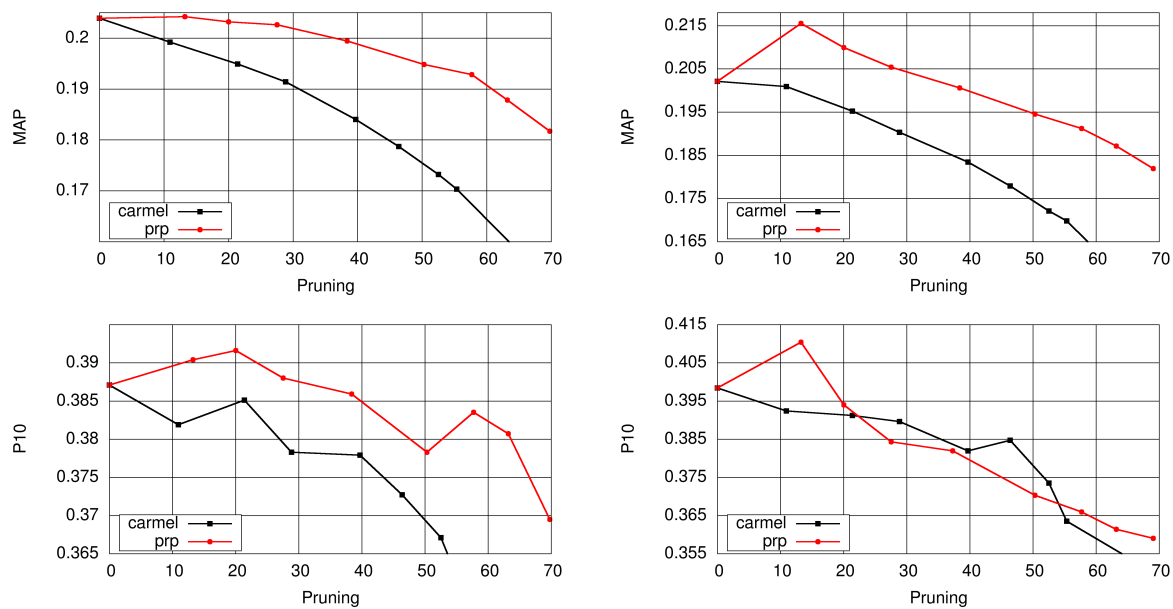 0.2
0.19
0.18
0.17
MAP
carmel
prp
0 10 20 30 40 50 60 70
Pruning
0.215
0.205
0.195
0.185
0.175
0.165
MAP
carmel
prp
0 10 20 30 40 50 60 70
Pruning
0.39
0.385
0.38
0.375
0.37
0.365
P10
carmel
prp
0 10 20 30 40 50 60 70
Pruning
0.415
0.405
0.395
0.385
0.375
0.365
0.355
P10
carmel
prp
0 10 20 30 40 50 60 70
Pruning